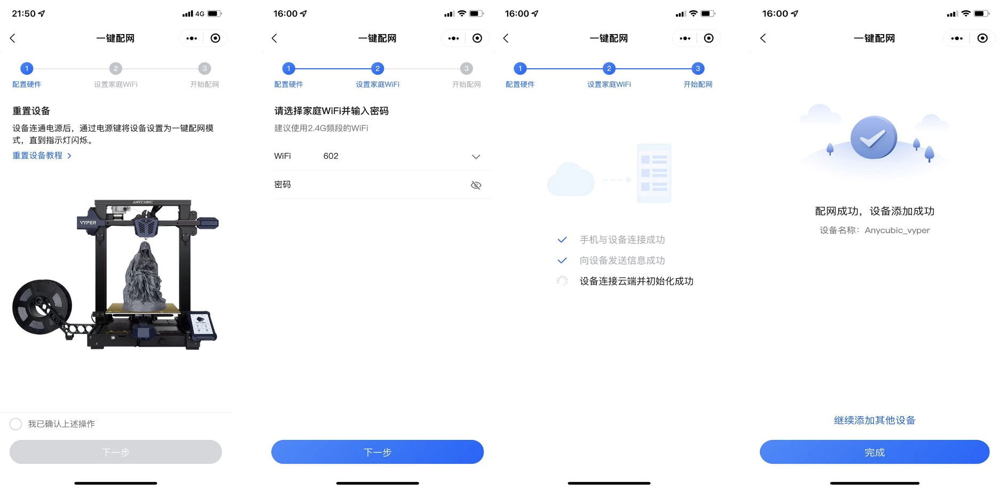 21:50
4G
一键配网
1
2
3
配置硬件
设置家庭WiFi
开始配网
重置设备
设备连通电源后，通过电源键将设备设置为一键配网模
式，直到指示灯闪烁。
重置设备教程
ANYCUBIC
VYPER
我已确认上述操作
下一步
16:00
一键配网
1
2
3
配置硬件
设置家庭WiFi
开始配网
请选择家庭WiFi并输入密码
建议使用2.4G频段的WiFi
WiFi 602
密码
下一步
16:00
一键配网
1
2
3
配置硬件
设置家庭WiFi
开始配网
手机与设备连接成功
向设备发送信息成功
设备连接云端并初始化成功
16:00
一键配网
配网成功，设备添加成功
设备名称：Anycubic_vyper
继续添加其他设备
完成